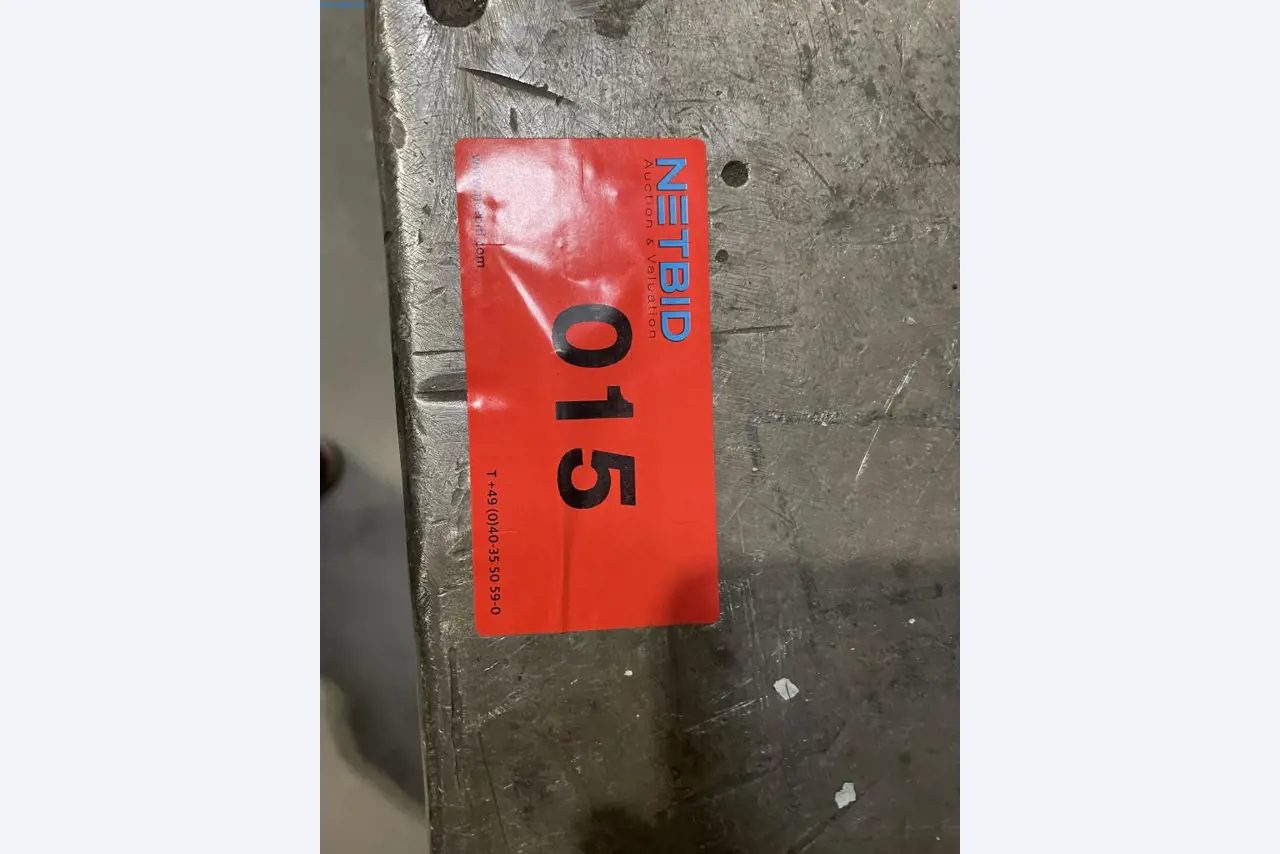 NETBID
Auction & Valuation
015
T +49 (0)40-35 50 59-0